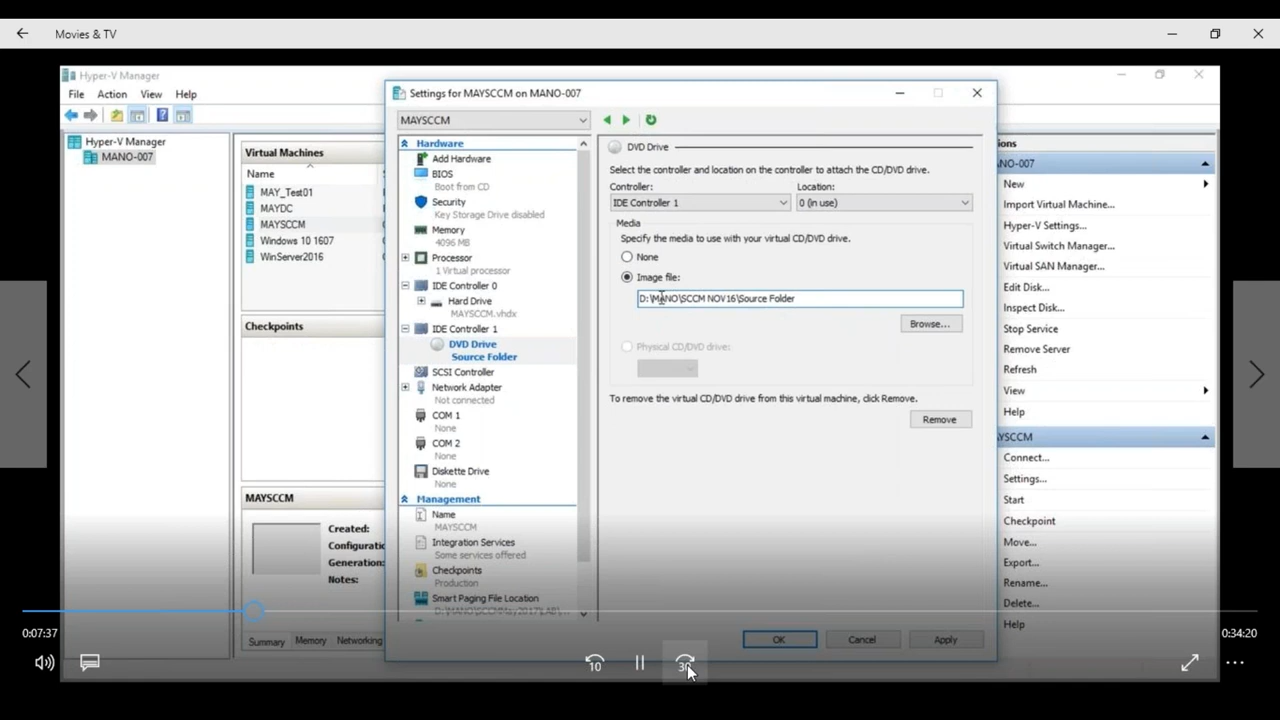 Movies & TV
Hyper-V Manager
File Action View Help
Hyper-V Manager
MANO-007
Virtual Machines
Name
MAY_Test01
MAYDC
MAYSCCM
Windows 10 1607
WinServer2016
Checkpoints
MAYSCCM
Created:
Configuratic
Generation:
Notes:
Summary Memory Networking
Settings for MAYSCCM on MANO-007
MAYSCCM
Hardware
Add Hardware
BIOS
Boot from CD
Security
Key Storage Drive disabled
Memory
4096 MB
Processor
1 Virtual processor
IDE Controller 0
Hard Drive
MAYSCCM.vhdx
IDE Controller 1
DVD Drive
Source Folder
SCSI Controller
Network Adapter
Not connected
COM 1
None
COM 2
None
Diskette Drive
None
Management
Name
MAYSCCM
Integration Services
Some services offered
Checkpoints
Production
Smart Paging File Location
D:\MANO\SCCMMay2017\LAB\...
DVD Drive
Select the controller and location on the controller to attach the CD/DVD drive.
Controller: Location:
IDE Controller 1 0 (in use)
Media
Specify the media to use with your virtual CD/DVD drive.
None
Image file:
D:\MANO\SCCM NOV16\Source Folder
Browse...
Physical CD/DVD drive:
To remove the virtual CD/DVD drive from this virtual machine, click Remove.
Remove
OK Cancel Apply
ions
NO-007
New
Import Virtual Machine...
Hyper-V Settings...
Virtual Switch Manager...
Virtual SAN Manager...
Edit Disk...
Inspect Disk...
Stop Service
Remove Server
Refresh
View
Help
YSCCM
Connect...
Settings...
Start
Checkpoint
Move...
Export...
Rename...
Delete...
Help
0:07:37 0:34:20
10 30